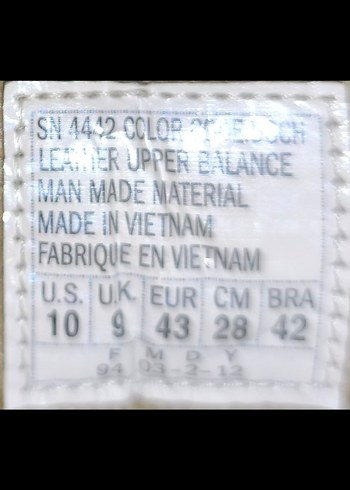 SN 4442 COLOR
LEATHER UPPER BALANCE
MAN MADE MATERIAL
MADE IN VIETNAM
FABRIQUE EN VIETNAM
U.S. U.K. EUR CM BRA
10 9 43 28 42
F M D Y
94 03-2-12